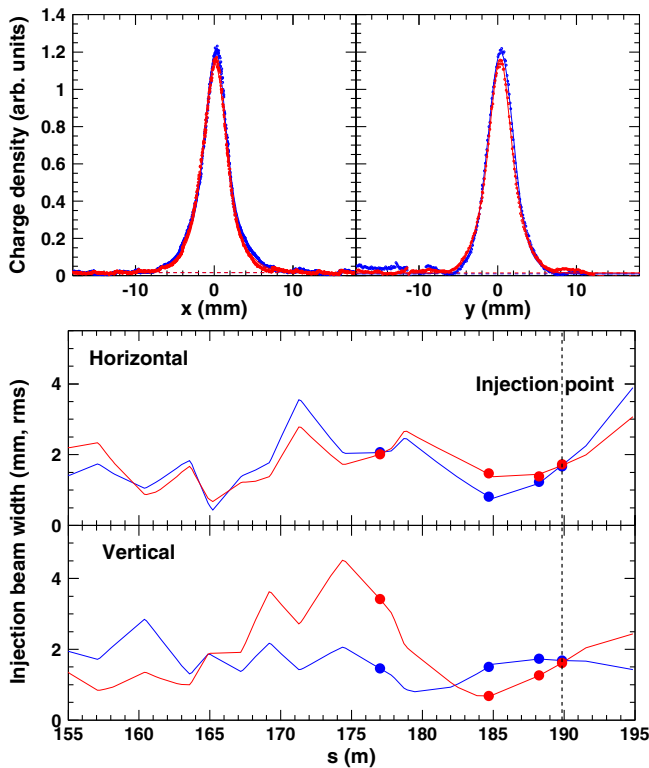 Charge density (arb. units)
1.4
1.2
1.0
0.8
0.6
0.4
0.2
0
-10 0 10 -10 0 10
x (mm) y (mm)
Injection beam width (mm, rms)
Horizontal
Injection point
4
2
0
Vertical
4
2
0
155 160 165 170 175 180 185 190 195
s (m)